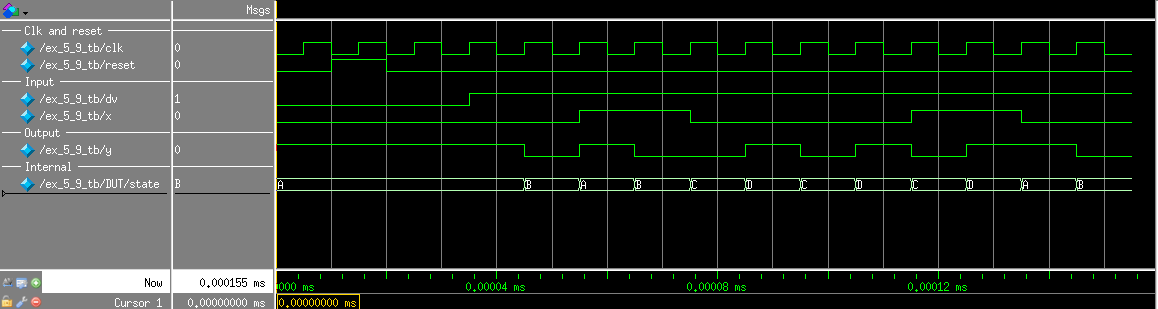 Msgs
Clk and reset
/ex_5_9_tb/clk 0
/ex_5_9_tb/reset 0
Input
/ex_5_9_tb/dv 1
/ex_5_9_tb/x 0
Output
/ex_5_9_tb/y 0
Internal
/ex_5_9_tb/DUT/state B A B A B C D C D C D A B
Now 0.000155 ms 000 ms 0.00004 ms 0.00008 ms 0.00012 ms
Cursor 1 0.00000000 ms 0.00000000 ms